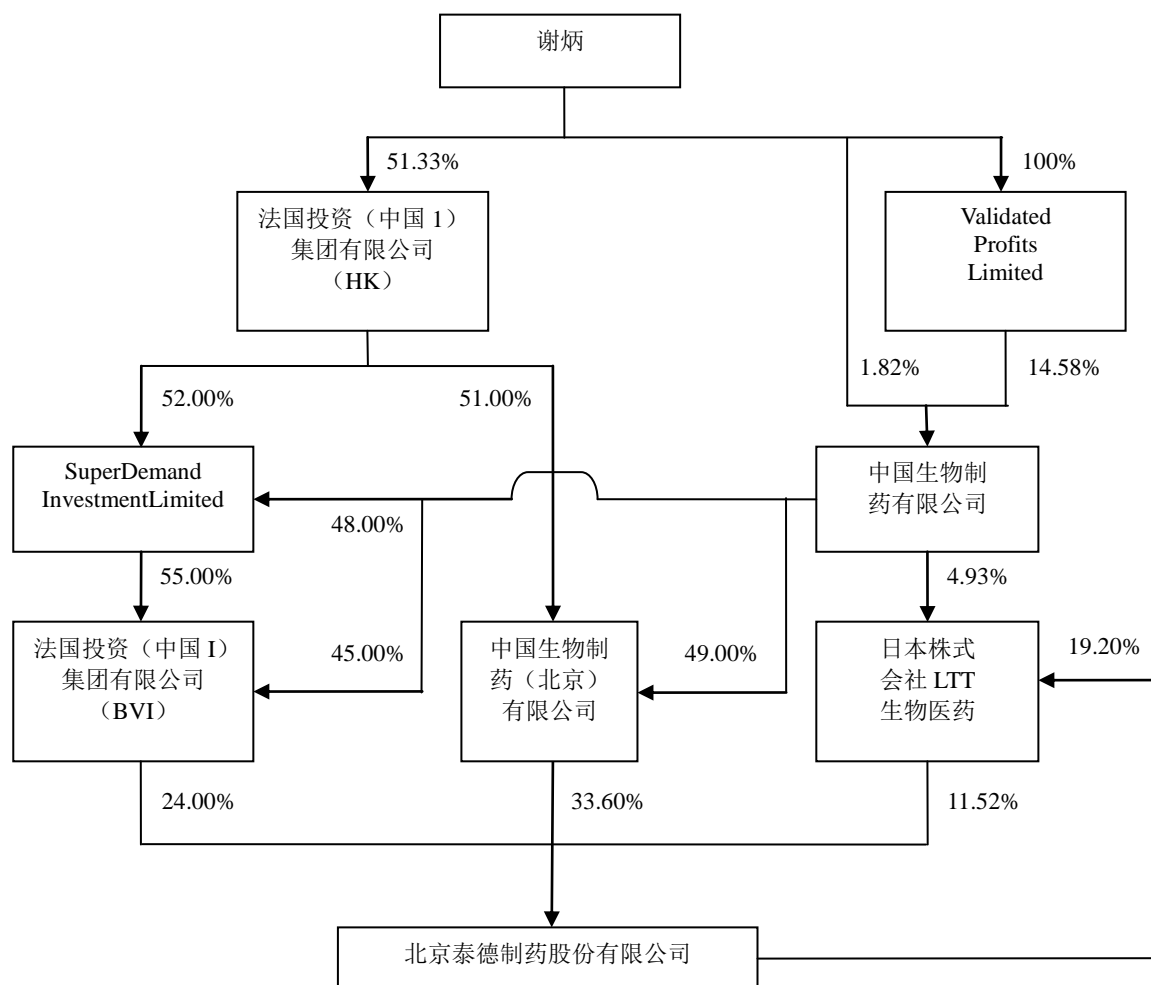 谢炳
51.33%
100%
法国投资（中国 1）
集团有限公司
（HK）
Validated
Profits
Limited
52.00%
51.00%
1.82%
14.58%
SuperDemand
InvestmentLimited
中国生物制
药有限公司
48.00%
55.00%
4.93%
法国投资（中国 I）
集团有限公司
（BVI）
45.00%
中国生物制
药（北京）
有限公司
49.00%
日本株式
会社 LTT
生物医药
19.20%
24.00%
33.60%
11.52%
北京泰德制药股份有限公司